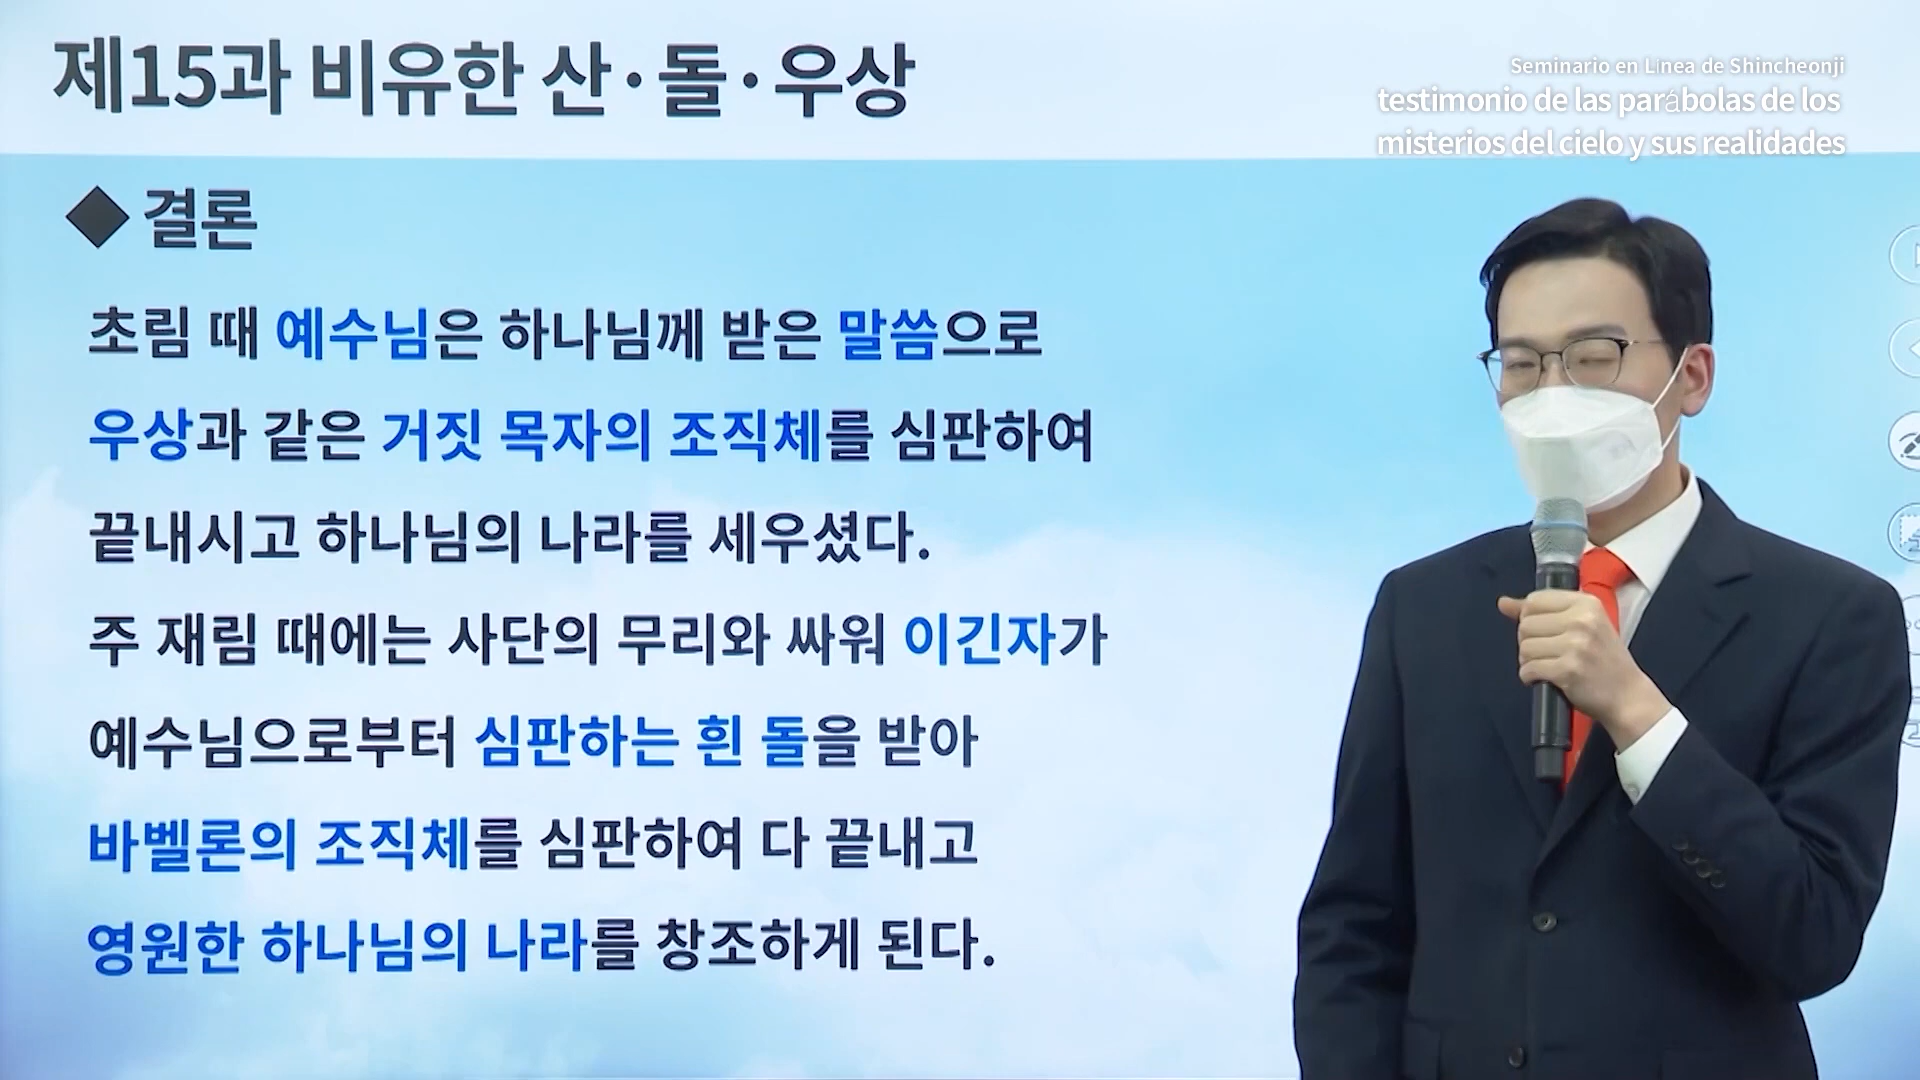 제15과 비유한 산·돌·우상
Seminario en Línea de Shincheonji
testimonio de las parábolas de los
misterios del cielo y sus realidades
◆ 결론
초림 때 예수님은 하나님께 받은 말씀으로
우상과 같은 거짓 목자의 조직체를 심판하여
끝내시고 하나님의 나라를 세우셨다.
주 재림 때에는 사단의 무리와 싸워 이긴자가
예수님으로부터 심판하는 흰 돌을 받아
바벨론의 조직체를 심판하여 다 끝내고
영원한 하나님의 나라를 창조하게 된다.